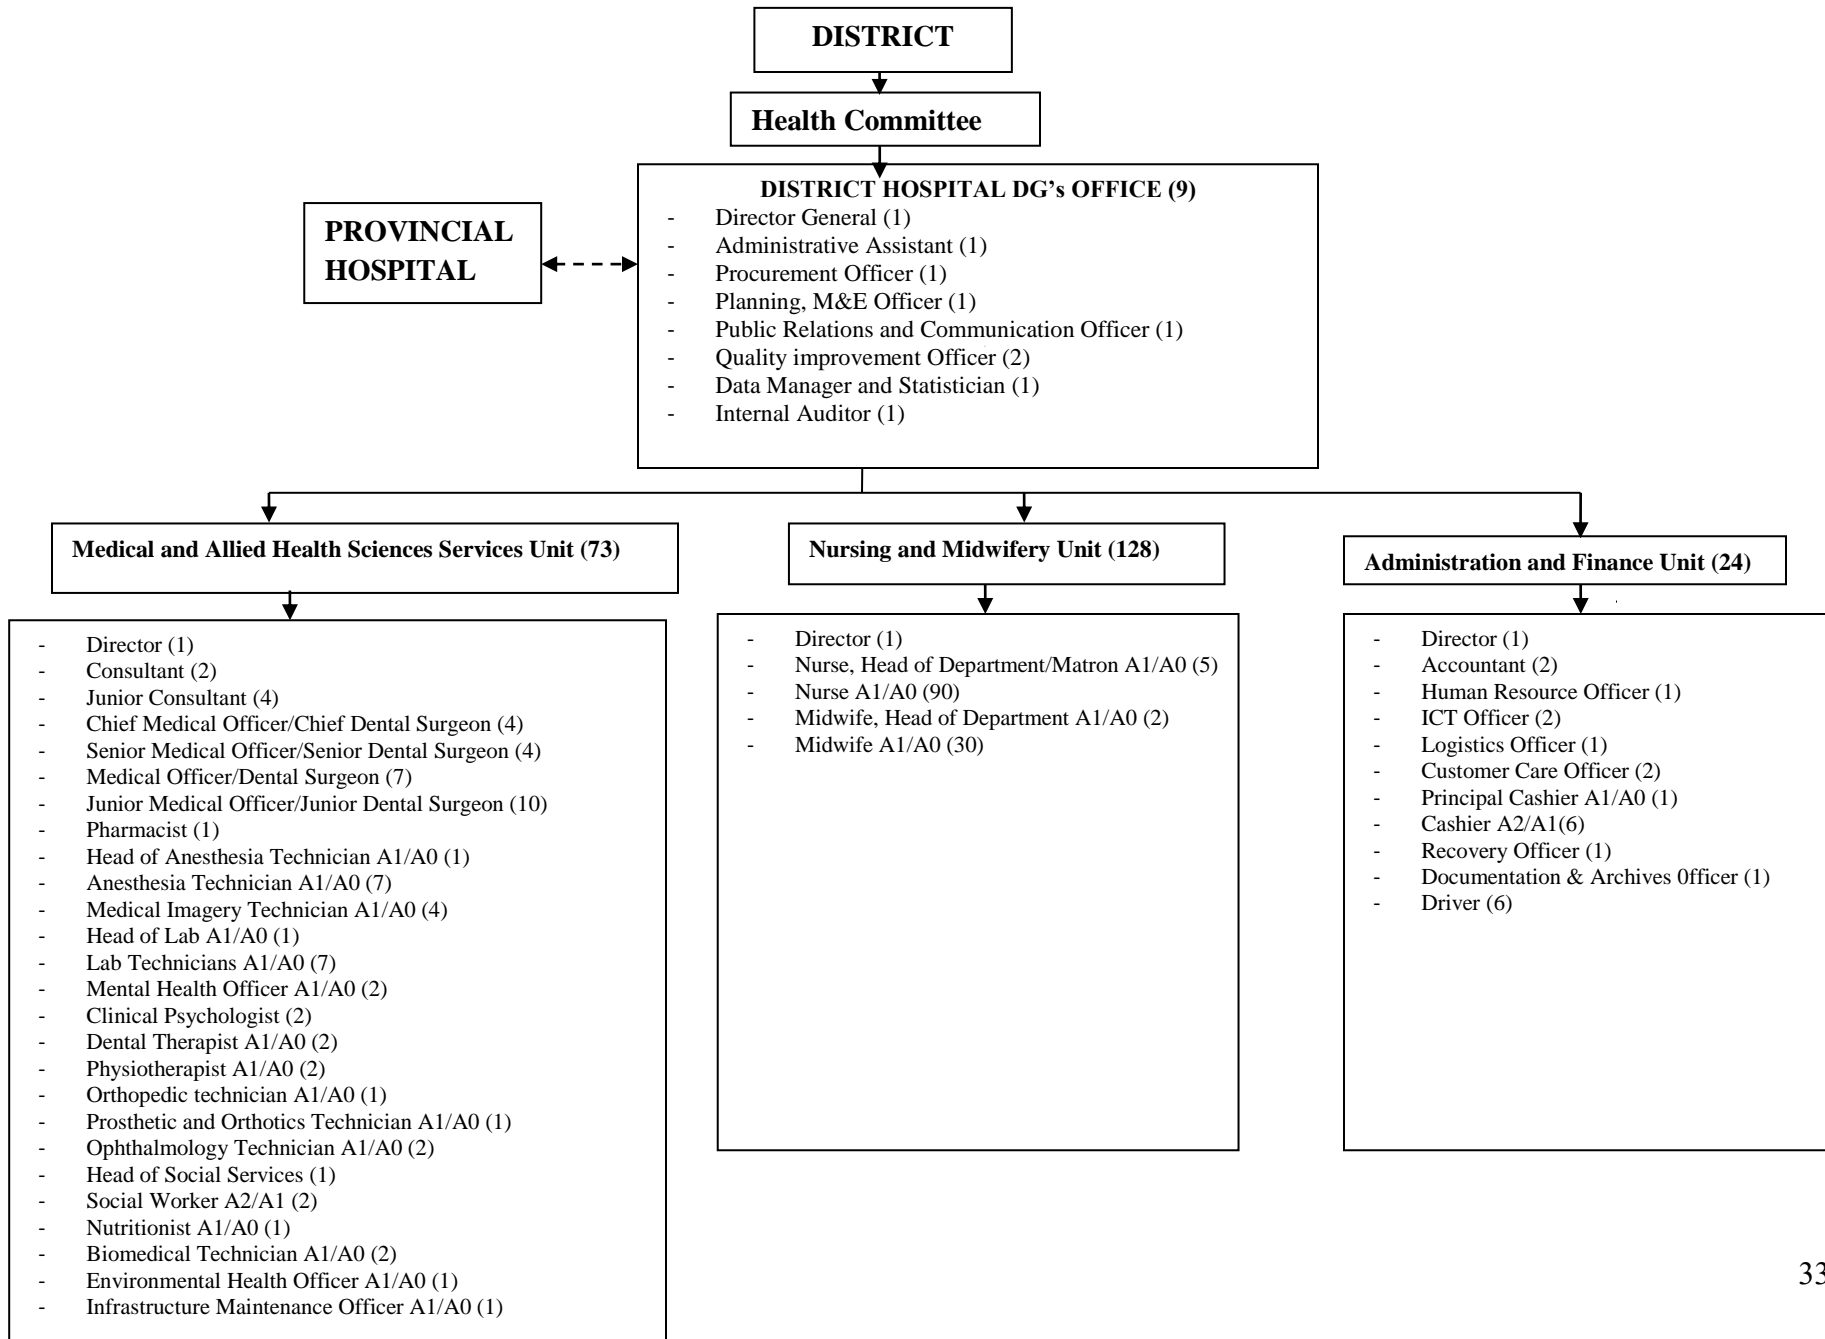 DISTRICT
Health Committee
DISTRICT HOSPITAL DG's OFFICE (9)
- Director General (1)
- Administrative Assistant (1)
- Procurement Officer (1)
- Planning, M&E Officer (1)
- Public Relations and Communication Officer (1)
- Quality improvement Officer (2)
- Data Manager and Statistician (1)
- Internal Auditor (1)
PROVINCIAL
HOSPITAL
Medical and Allied Health Sciences Services Unit (73)
- Director (1)
- Consultant (2)
- Junior Consultant (4)
- Chief Medical Officer/Chief Dental Surgeon (4)
- Senior Medical Officer/Senior Dental Surgeon (4)
- Medical Officer/Dental Surgeon (7)
- Junior Medical Officer/Junior Dental Surgeon (10)
- Pharmacist (1)
- Head of Anesthesia Technician A1/A0 (1)
- Anesthesia Technician A1/A0 (7)
- Medical Imagery Technician A1/A0 (4)
- Head of Lab A1/A0 (1)
- Lab Technicians A1/A0 (7)
- Mental Health Officer A1/A0 (2)
- Clinical Psychologist (2)
- Dental Therapist A1/A0 (2)
- Physiotherapist A1/A0 (2)
- Orthopedic technician A1/A0 (1)
- Prosthetic and Orthotics Technician A1/A0 (1)
- Ophthalmology Technician A1/A0 (2)
- Head of Social Services (1)
- Social Worker A2/A1 (2)
- Nutritionist A1/A0 (1)
- Biomedical Technician A1/A0 (2)
- Environmental Health Officer A1/A0 (1)
- Infrastructure Maintenance Officer A1/A0 (1)
Nursing and Midwifery Unit (128)
- Director (1)
- Nurse, Head of Department/Matron A1/A0 (5)
- Nurse A1/A0 (90)
- Midwife, Head of Department A1/A0 (2)
- Midwife A1/A0 (30)
Administration and Finance Unit (24)
- Director (1)
- Accountant (2)
- Human Resource Officer (1)
- ICT Officer (2)
- Logistics Officer (1)
- Customer Care Officer (2)
- Principal Cashier A1/A0 (1)
- Cashier A2/A1(6)
- Recovery Officer (1)
- Documentation & Archives 0fficer (1)
- Driver (6)
33